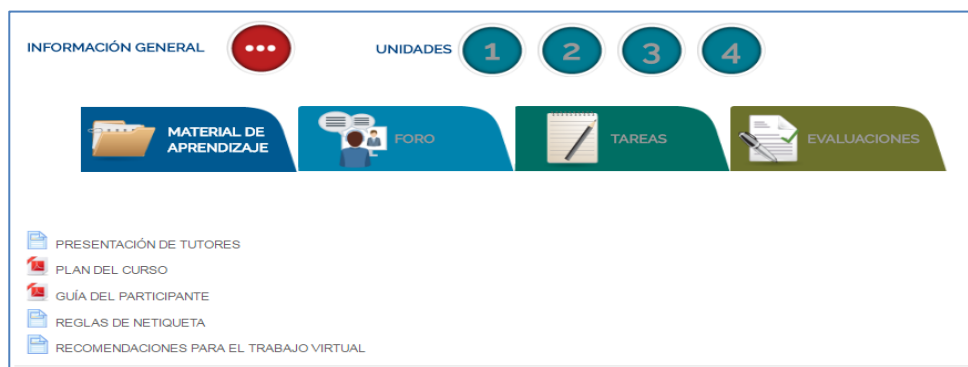 INFORMACIÓN GENERAL
UNIDADES 1 2 3 4
MATERIAL DE
APRENDIZAJE
FORO
TAREAS
EVALUACIONES
PRESENTACIÓN DE TUTORES
PLAN DEL CURSO
GUÍA DEL PARTICIPANTE
REGLAS DE NETIQUETA
RECOMENDACIONES PARA EL TRABAJO VIRTUAL